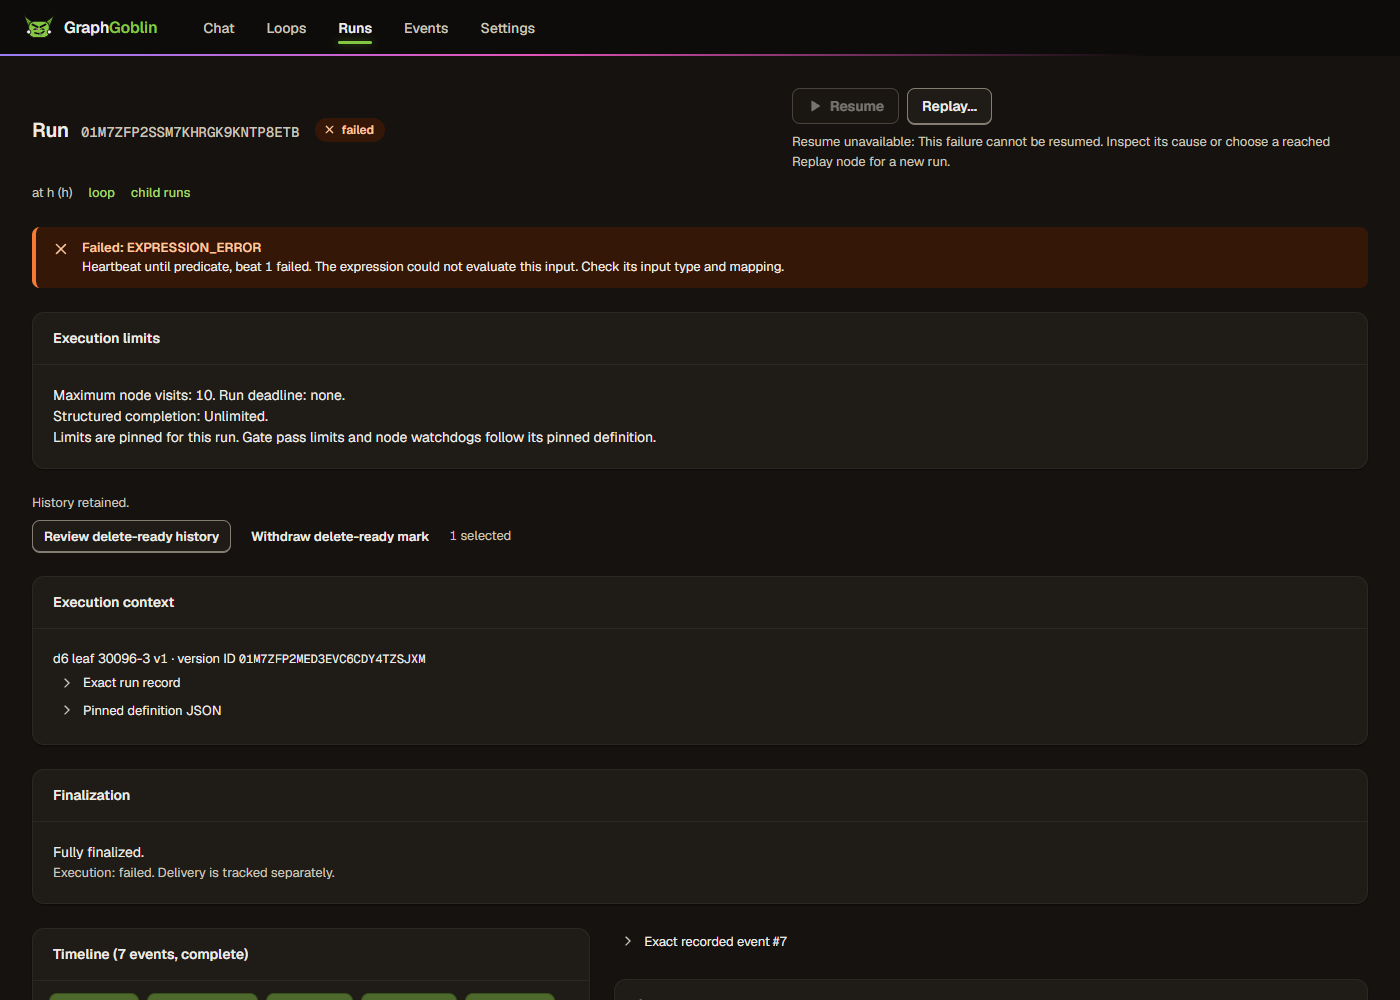 GraphGoblin
Chat
Loops
Runs
Events
Settings
Run 01M7ZFP2SSM7KHRGK9KNTP8ETB failed
Resume
Replay...
Resume unavailable: This failure cannot be resumed. Inspect its cause or choose a reached
Replay node for a new run.
at h (h) loop child runs
Failed: EXPRESSION_ERROR
Heartbeat until predicate, beat 1 failed. The expression could not evaluate this input. Check its input type and mapping.
Execution limits
Maximum node visits: 10. Run deadline: none.
Structured completion: Unlimited.
Limits are pinned for this run. Gate pass limits and node watchdogs follow its pinned definition.
History retained.
Review delete-ready history
Withdraw delete-ready mark
1 selected
Execution context
d6 leaf 30096-3 v1 · version ID 01M7ZFP2MED3EVC6CDY4TZSJXM
Exact run record
Pinned definition JSON
Finalization
Fully finalized.
Execution: failed. Delivery is tracked separately.
Timeline (7 events, complete)
Exact recorded event #7